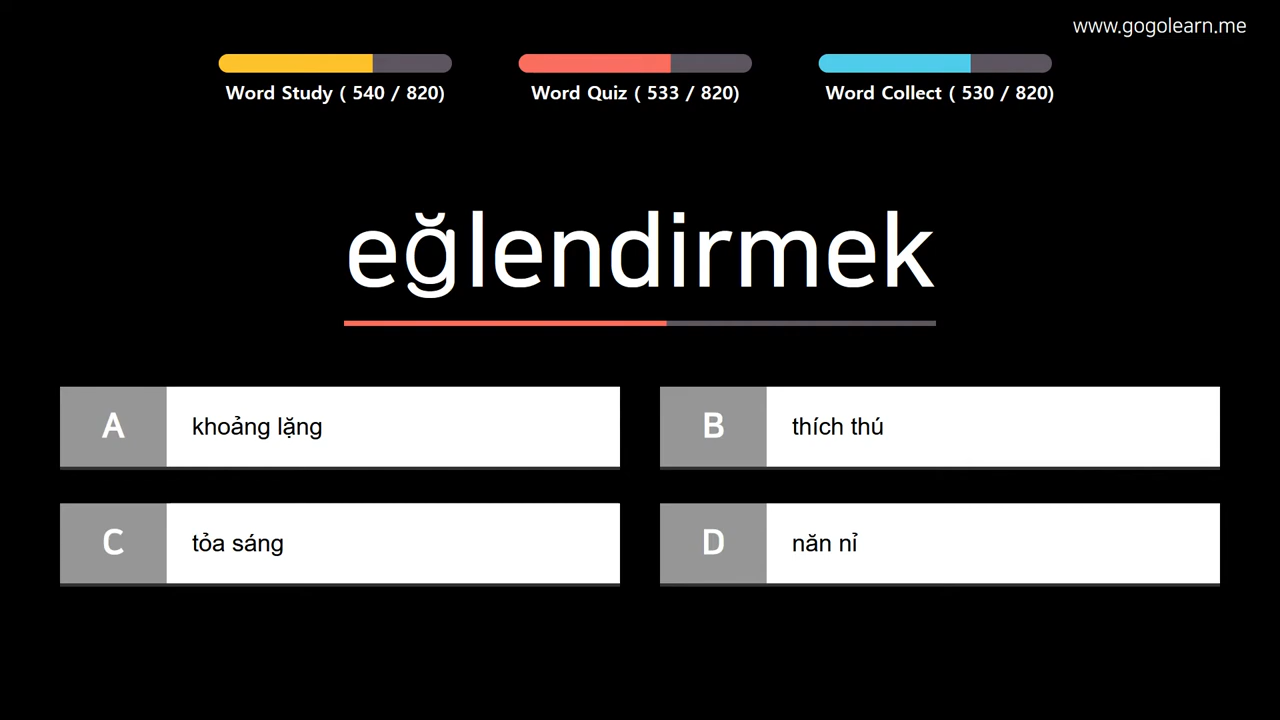 www.gogolearn.me
Word Study ( 540 / 820)
Word Quiz ( 533 / 820)
Word Collect ( 530 / 820)
eğlendirmek
A khoảng lặng
B thích thú
C tỏa sáng
D năn nỉ